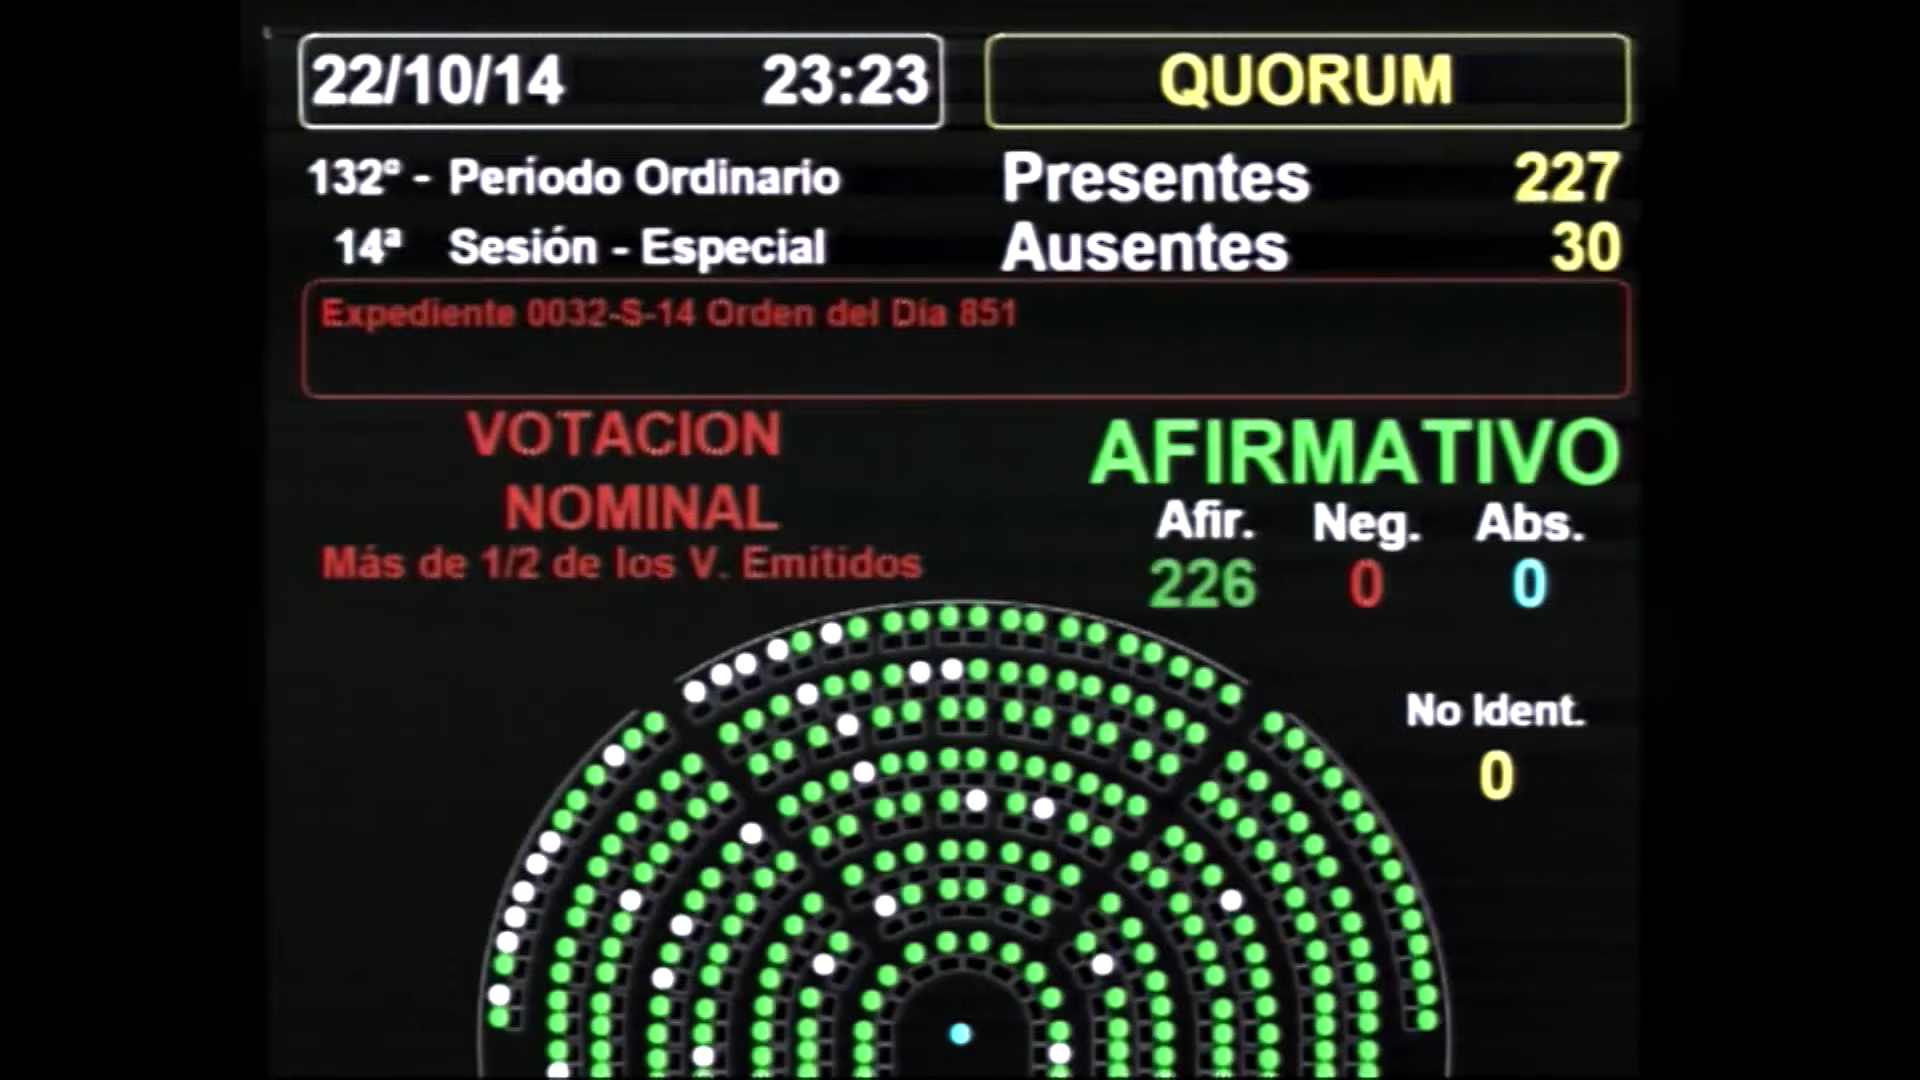 22/10/14 23:23
QUORUM
132º - Período Ordinario
14ª Sesión - Especial
Presentes 227
Ausentes 30
Expediente 0032-S-14 Orden del Día 851
VOTACION
NOMINAL
Más de 1/2 de los V. Emitidos
AFIRMATIVO
Afir. Neg. Abs.
226 0 0
No Ident.
0